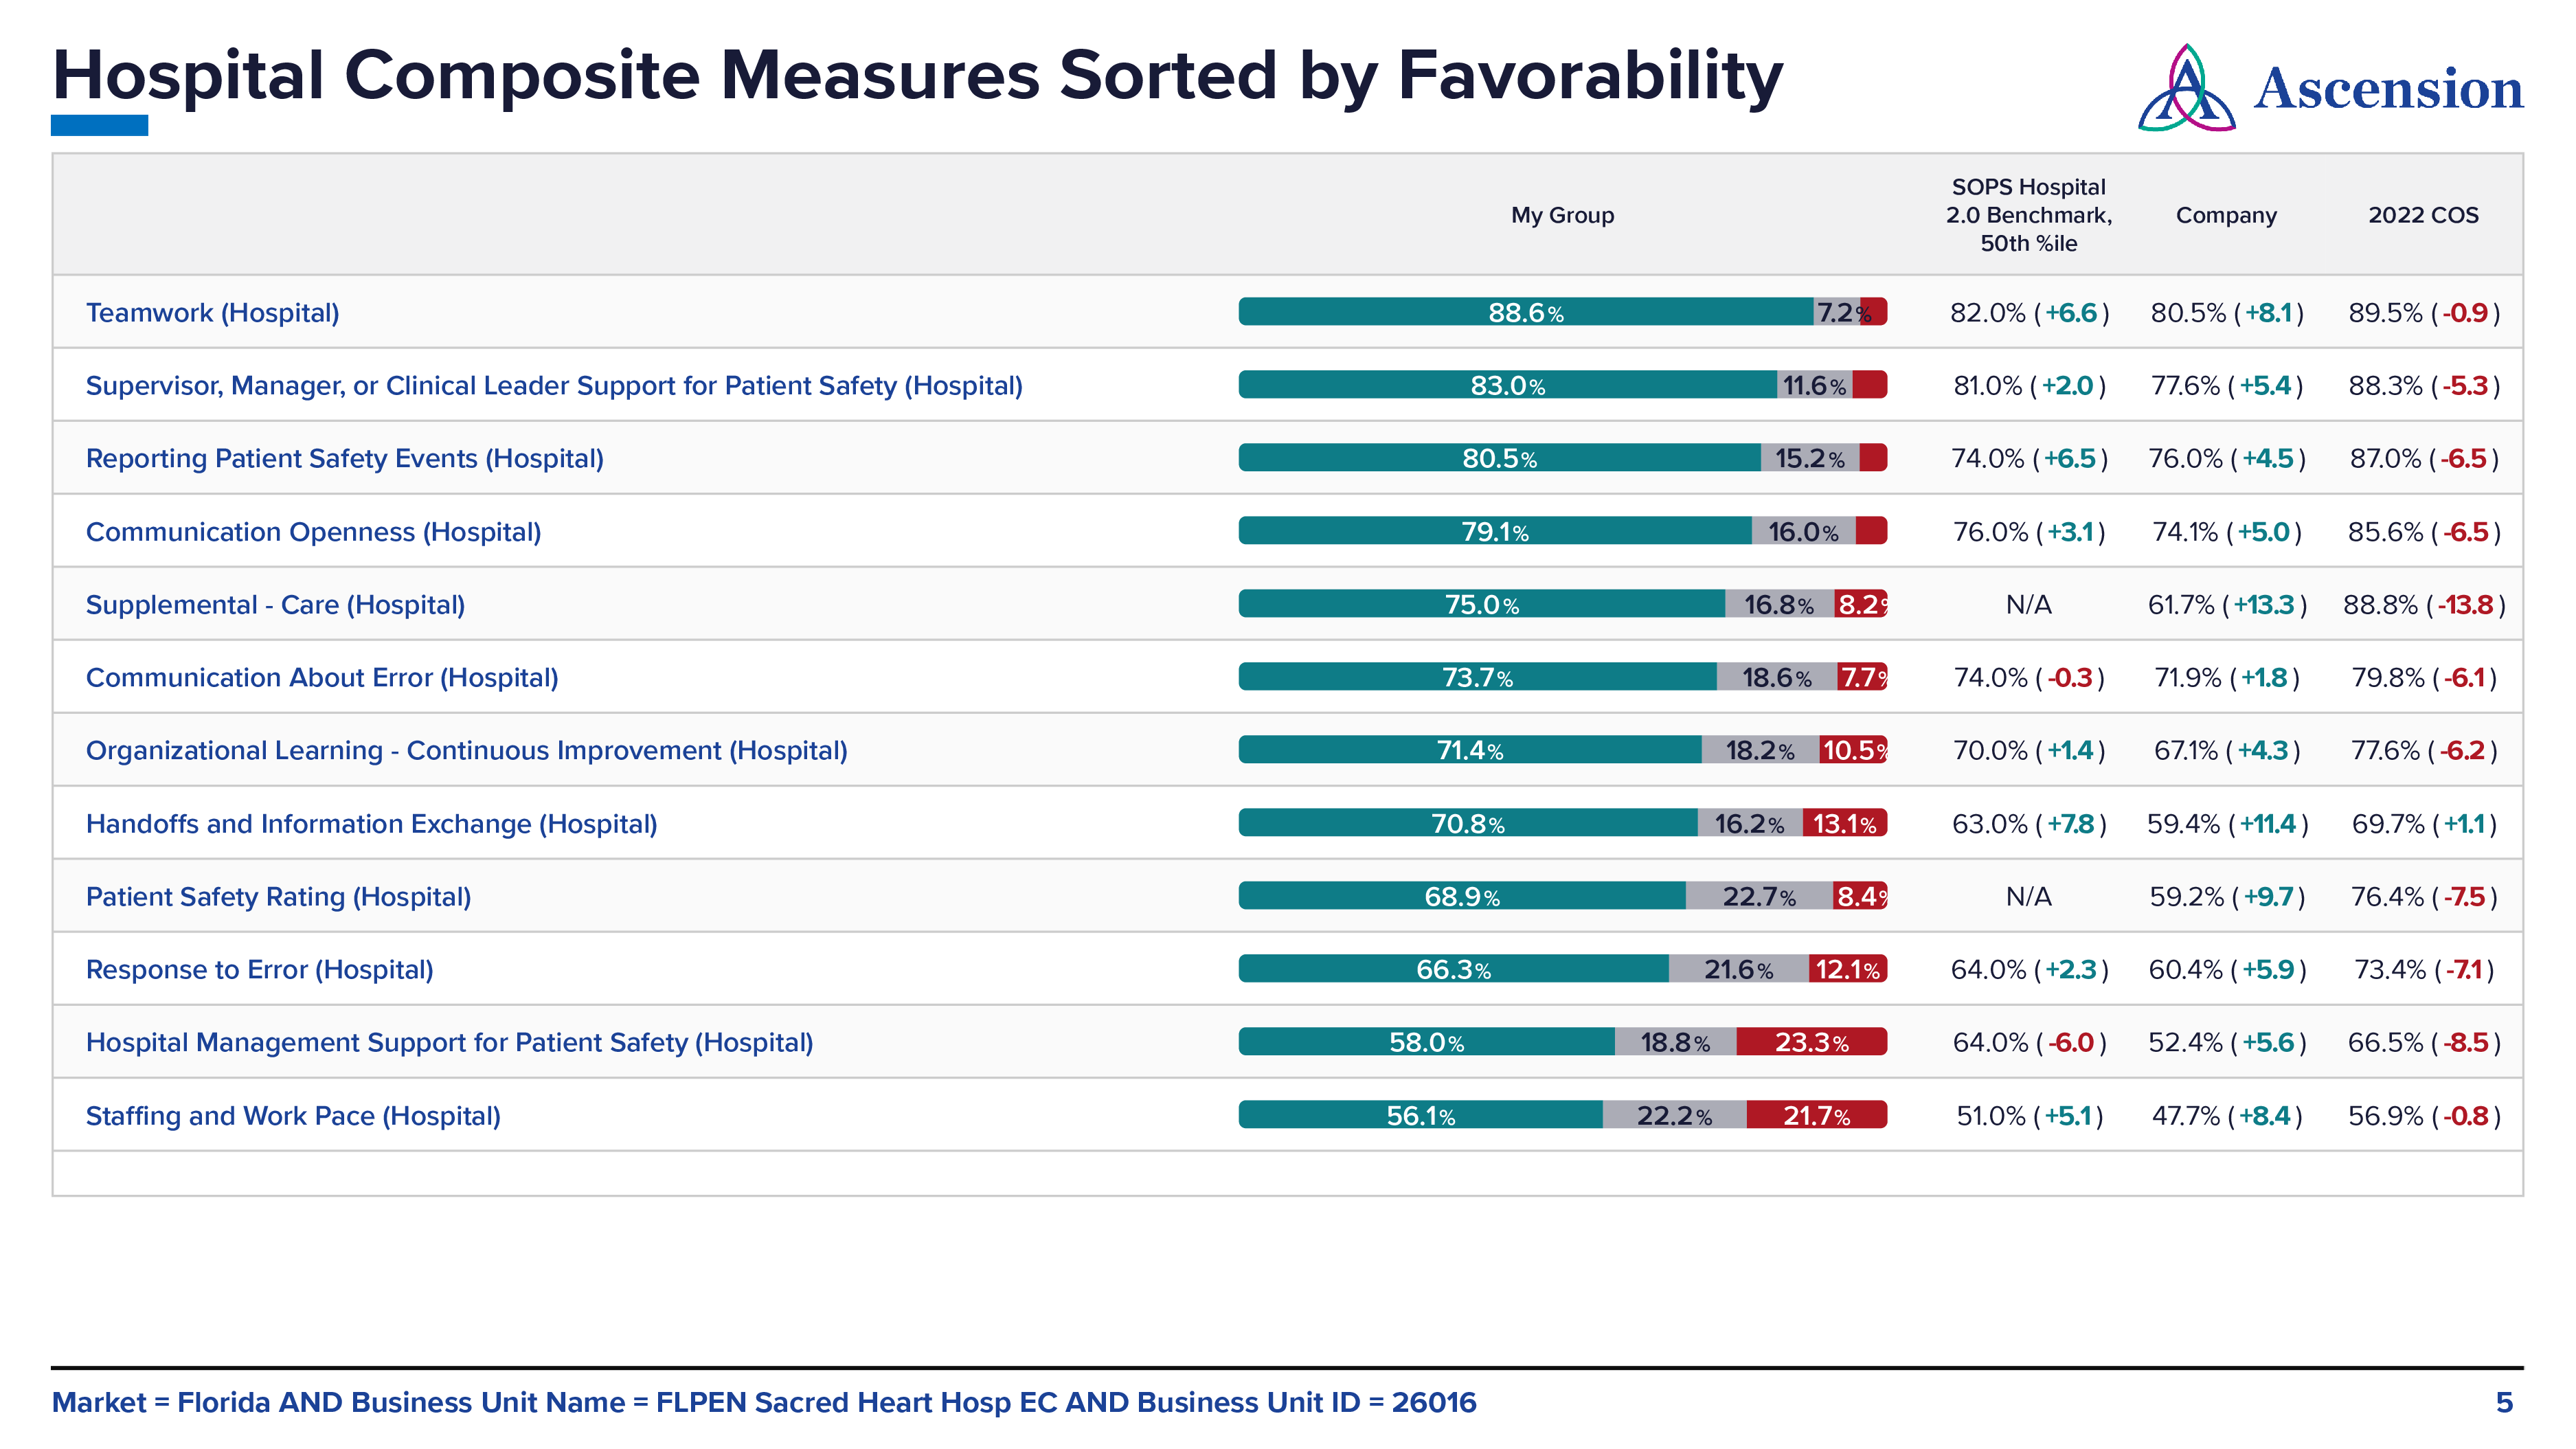 Hospital Composite Measures Sorted by Favorability
A Ascension
My Group
SOPS Hospital
2.0 Benchmark,
50th %ile
Company
2022 COS
Teamwork (Hospital) 88.6% 7.2% 82.0% ( +6.6 ) 80.5% ( +8.1 ) 89.5% ( -0.9 )
Supervisor, Manager, or Clinical Leader Support for Patient Safety (Hospital) 83.0% 11.6% 81.0% ( +2.0 ) 77.6% ( +5.4 ) 88.3% ( -5.3 )
Reporting Patient Safety Events (Hospital) 80.5% 15.2% 74.0% ( +6.5 ) 76.0% ( +4.5 ) 87.0% ( -6.5 )
Communication Openness (Hospital) 79.1% 16.0% 76.0% ( +3.1 ) 74.1% ( +5.0 ) 85.6% ( -6.5 )
Supplemental - Care (Hospital) 75.0% 16.8% 8.2% N/A 61.7% ( +13.3 ) 88.8% ( -13.8 )
Communication About Error (Hospital) 73.7% 18.6% 7.7% 74.0% ( -0.3 ) 71.9% ( +1.8 ) 79.8% ( -6.1 )
Organizational Learning - Continuous Improvement (Hospital) 71.4% 18.2% 10.5% 70.0% ( +1.4 ) 67.1% ( +4.3 ) 77.6% ( -6.2 )
Handoffs and Information Exchange (Hospital) 70.8% 16.2% 13.1% 63.0% ( +7.8 ) 59.4% ( +11.4 ) 69.7% ( +1.1 )
Patient Safety Rating (Hospital) 68.9% 22.7% 8.4% N/A 59.2% ( +9.7 ) 76.4% ( -7.5 )
Response to Error (Hospital) 66.3% 21.6% 12.1% 64.0% ( +2.3 ) 60.4% ( +5.9 ) 73.4% ( -7.1 )
Hospital Management Support for Patient Safety (Hospital) 58.0% 18.8% 23.3% 64.0% ( -6.0 ) 52.4% ( +5.6 ) 66.5% ( -8.5 )
Staffing and Work Pace (Hospital) 56.1% 22.2% 21.7% 51.0% ( +5.1 ) 47.7% ( +8.4 ) 56.9% ( -0.8 )
Market = Florida AND Business Unit Name = FLPEN Sacred Heart Hosp EC AND Business Unit ID = 26016
5